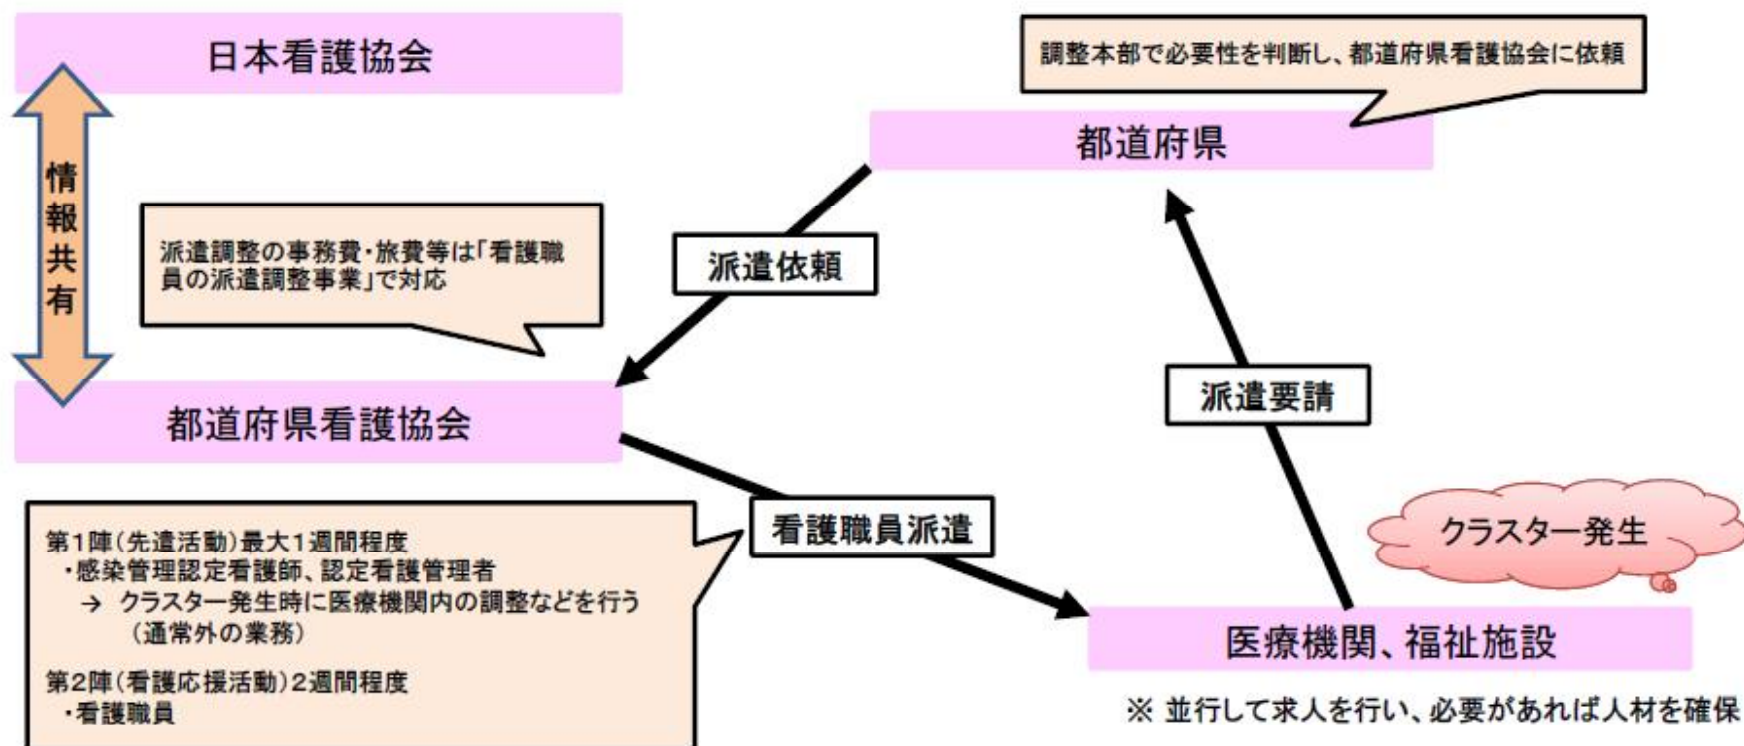 日本看護協会
調整本部で必要性を判断し、都道府県看護協会に依頼
都道府県
情報共有
派遣調整の事務費・旅費等は「看護職
員の派遣調整事業」で対応
派遣依頼
派遣要請
都道府県看護協会
看護職員派遣
クラスター発生
第1陣(先遣活動)最大1週間程度
・感染管理認定看護師、認定看護管理者
→ クラスター発生時に医療機関内の調整などを行う
(通常外の業務)
第2陣(看護応援活動)2週間程度
・看護職員
医療機関、福祉施設
※ 並行して求人を行い、必要があれば人材を確保